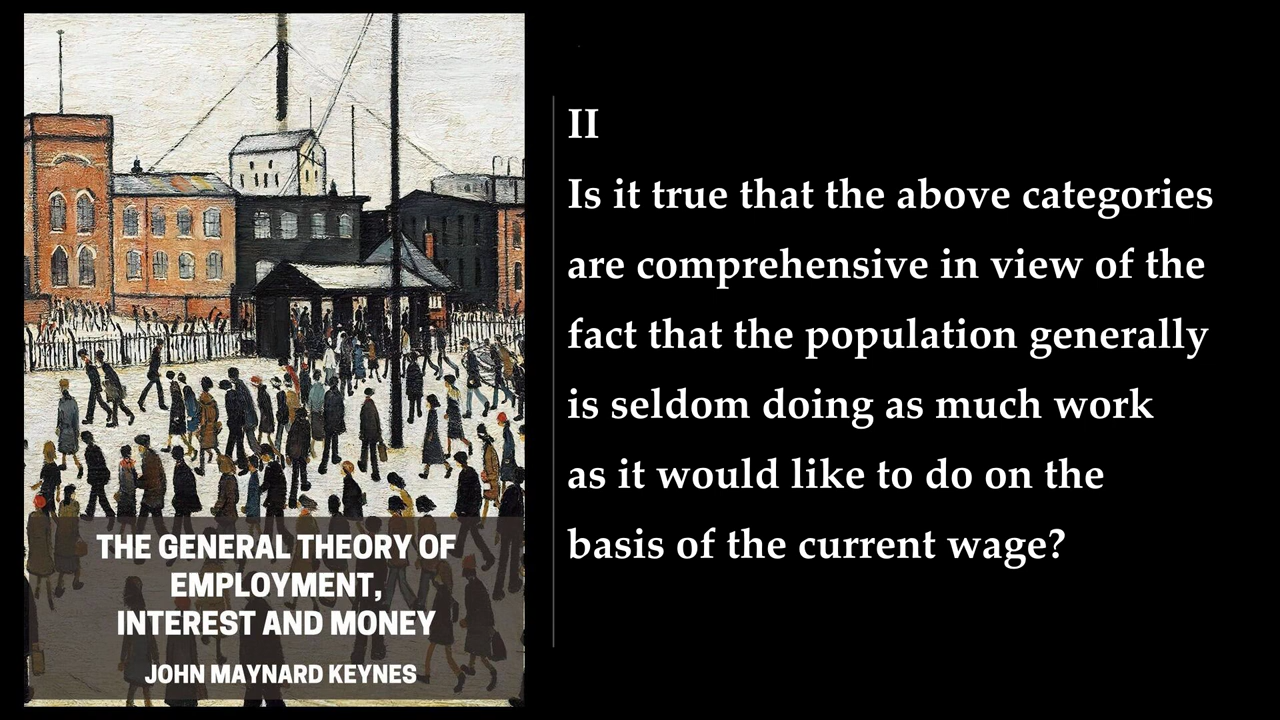 THE GENERAL THEORY OF
EMPLOYMENT,
INTEREST AND MONEY
JOHN MAYNARD KEYNES
II
Is it true that the above categories
are comprehensive in view of the
fact that the population generally
is seldom doing as much work
as it would like to do on the
basis of the current wage?